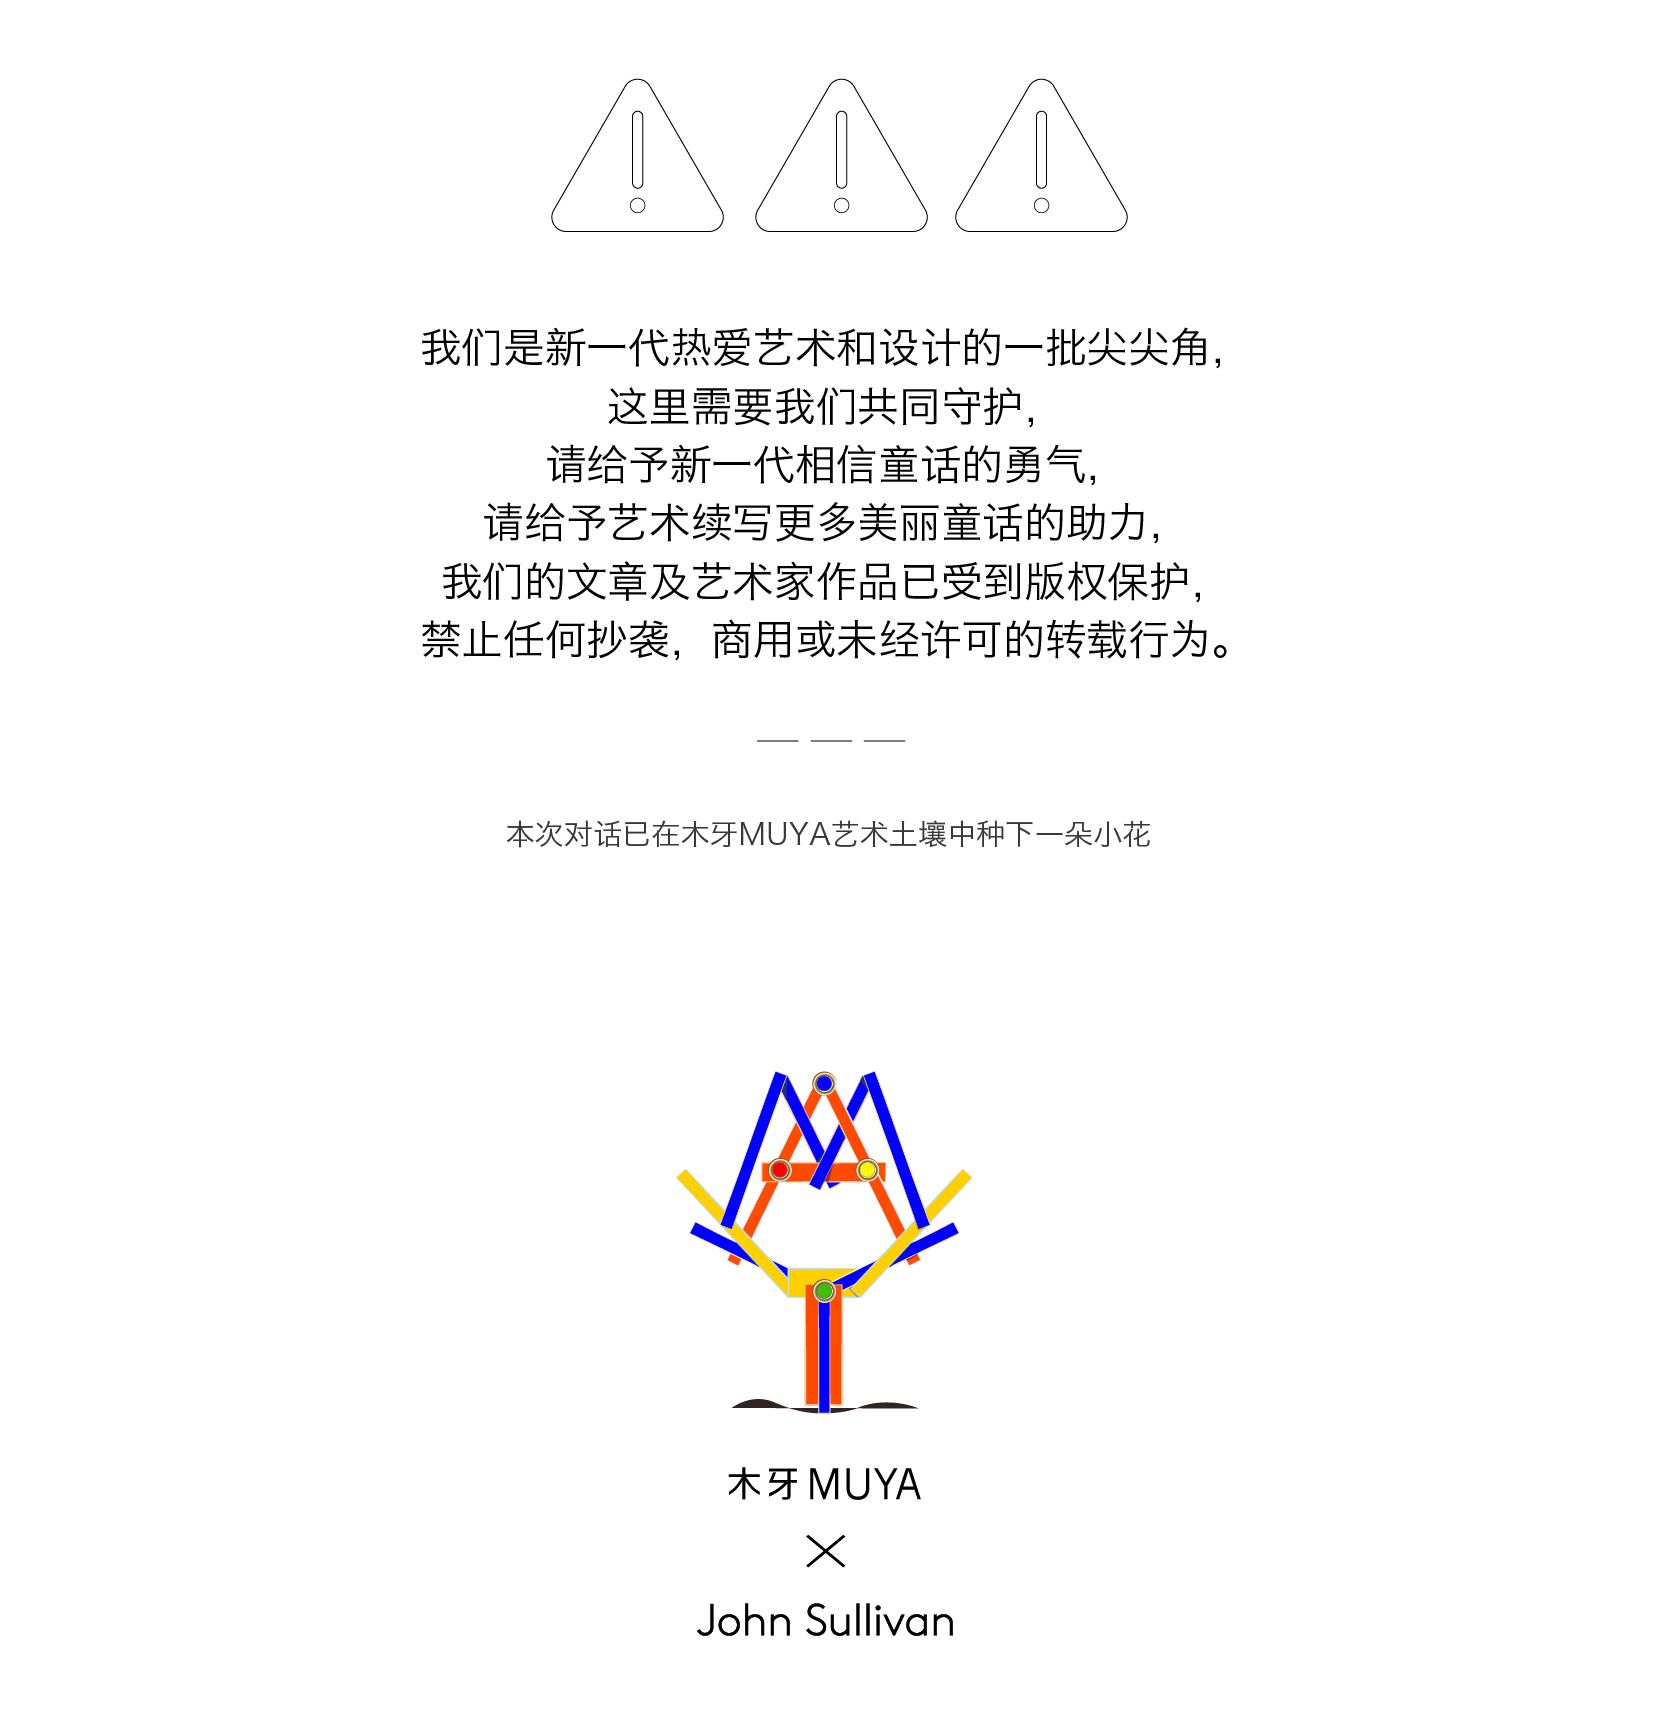 我们是新一代热爱艺术和设计的一批尖尖角，
这里需要我们共同守护，
请给予新一代相信童话的勇气，
请给予艺术续写更多美丽童话的助力，
我们的文章及艺术家作品已受到版权保护，
禁止任何抄袭，商用或未经许可的转载行为。
本次对话已在木牙MUYA艺术土壤中种下一朵小花
木牙MUYA
×
John Sullivan